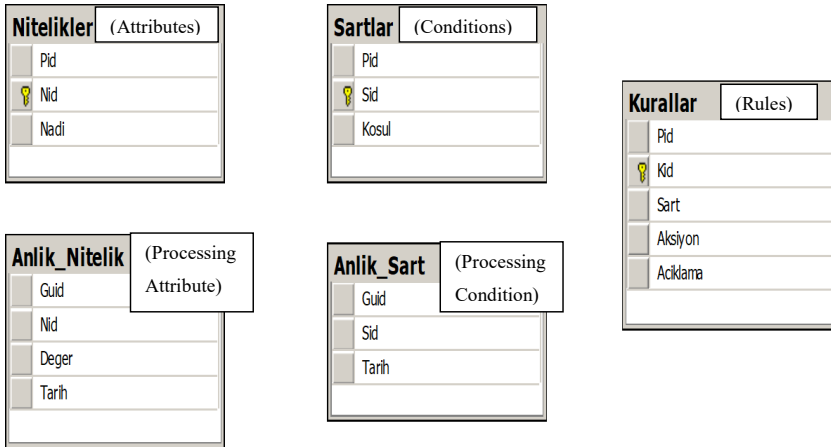 Nitelikler (Attributes)
Pid
Nid
Nadi
Sartlar (Conditions)
Pid
Sid
Kosul
Kurallar (Rules)
Pid
Kid
Sart
Aksiyon
Aciklama
Anlik_Nitelik (Processing
Attribute)
Guid
Nid
Deger
Tarih
Anlik_Sart (Processing
Condition)
Guid
Sid
Tarih